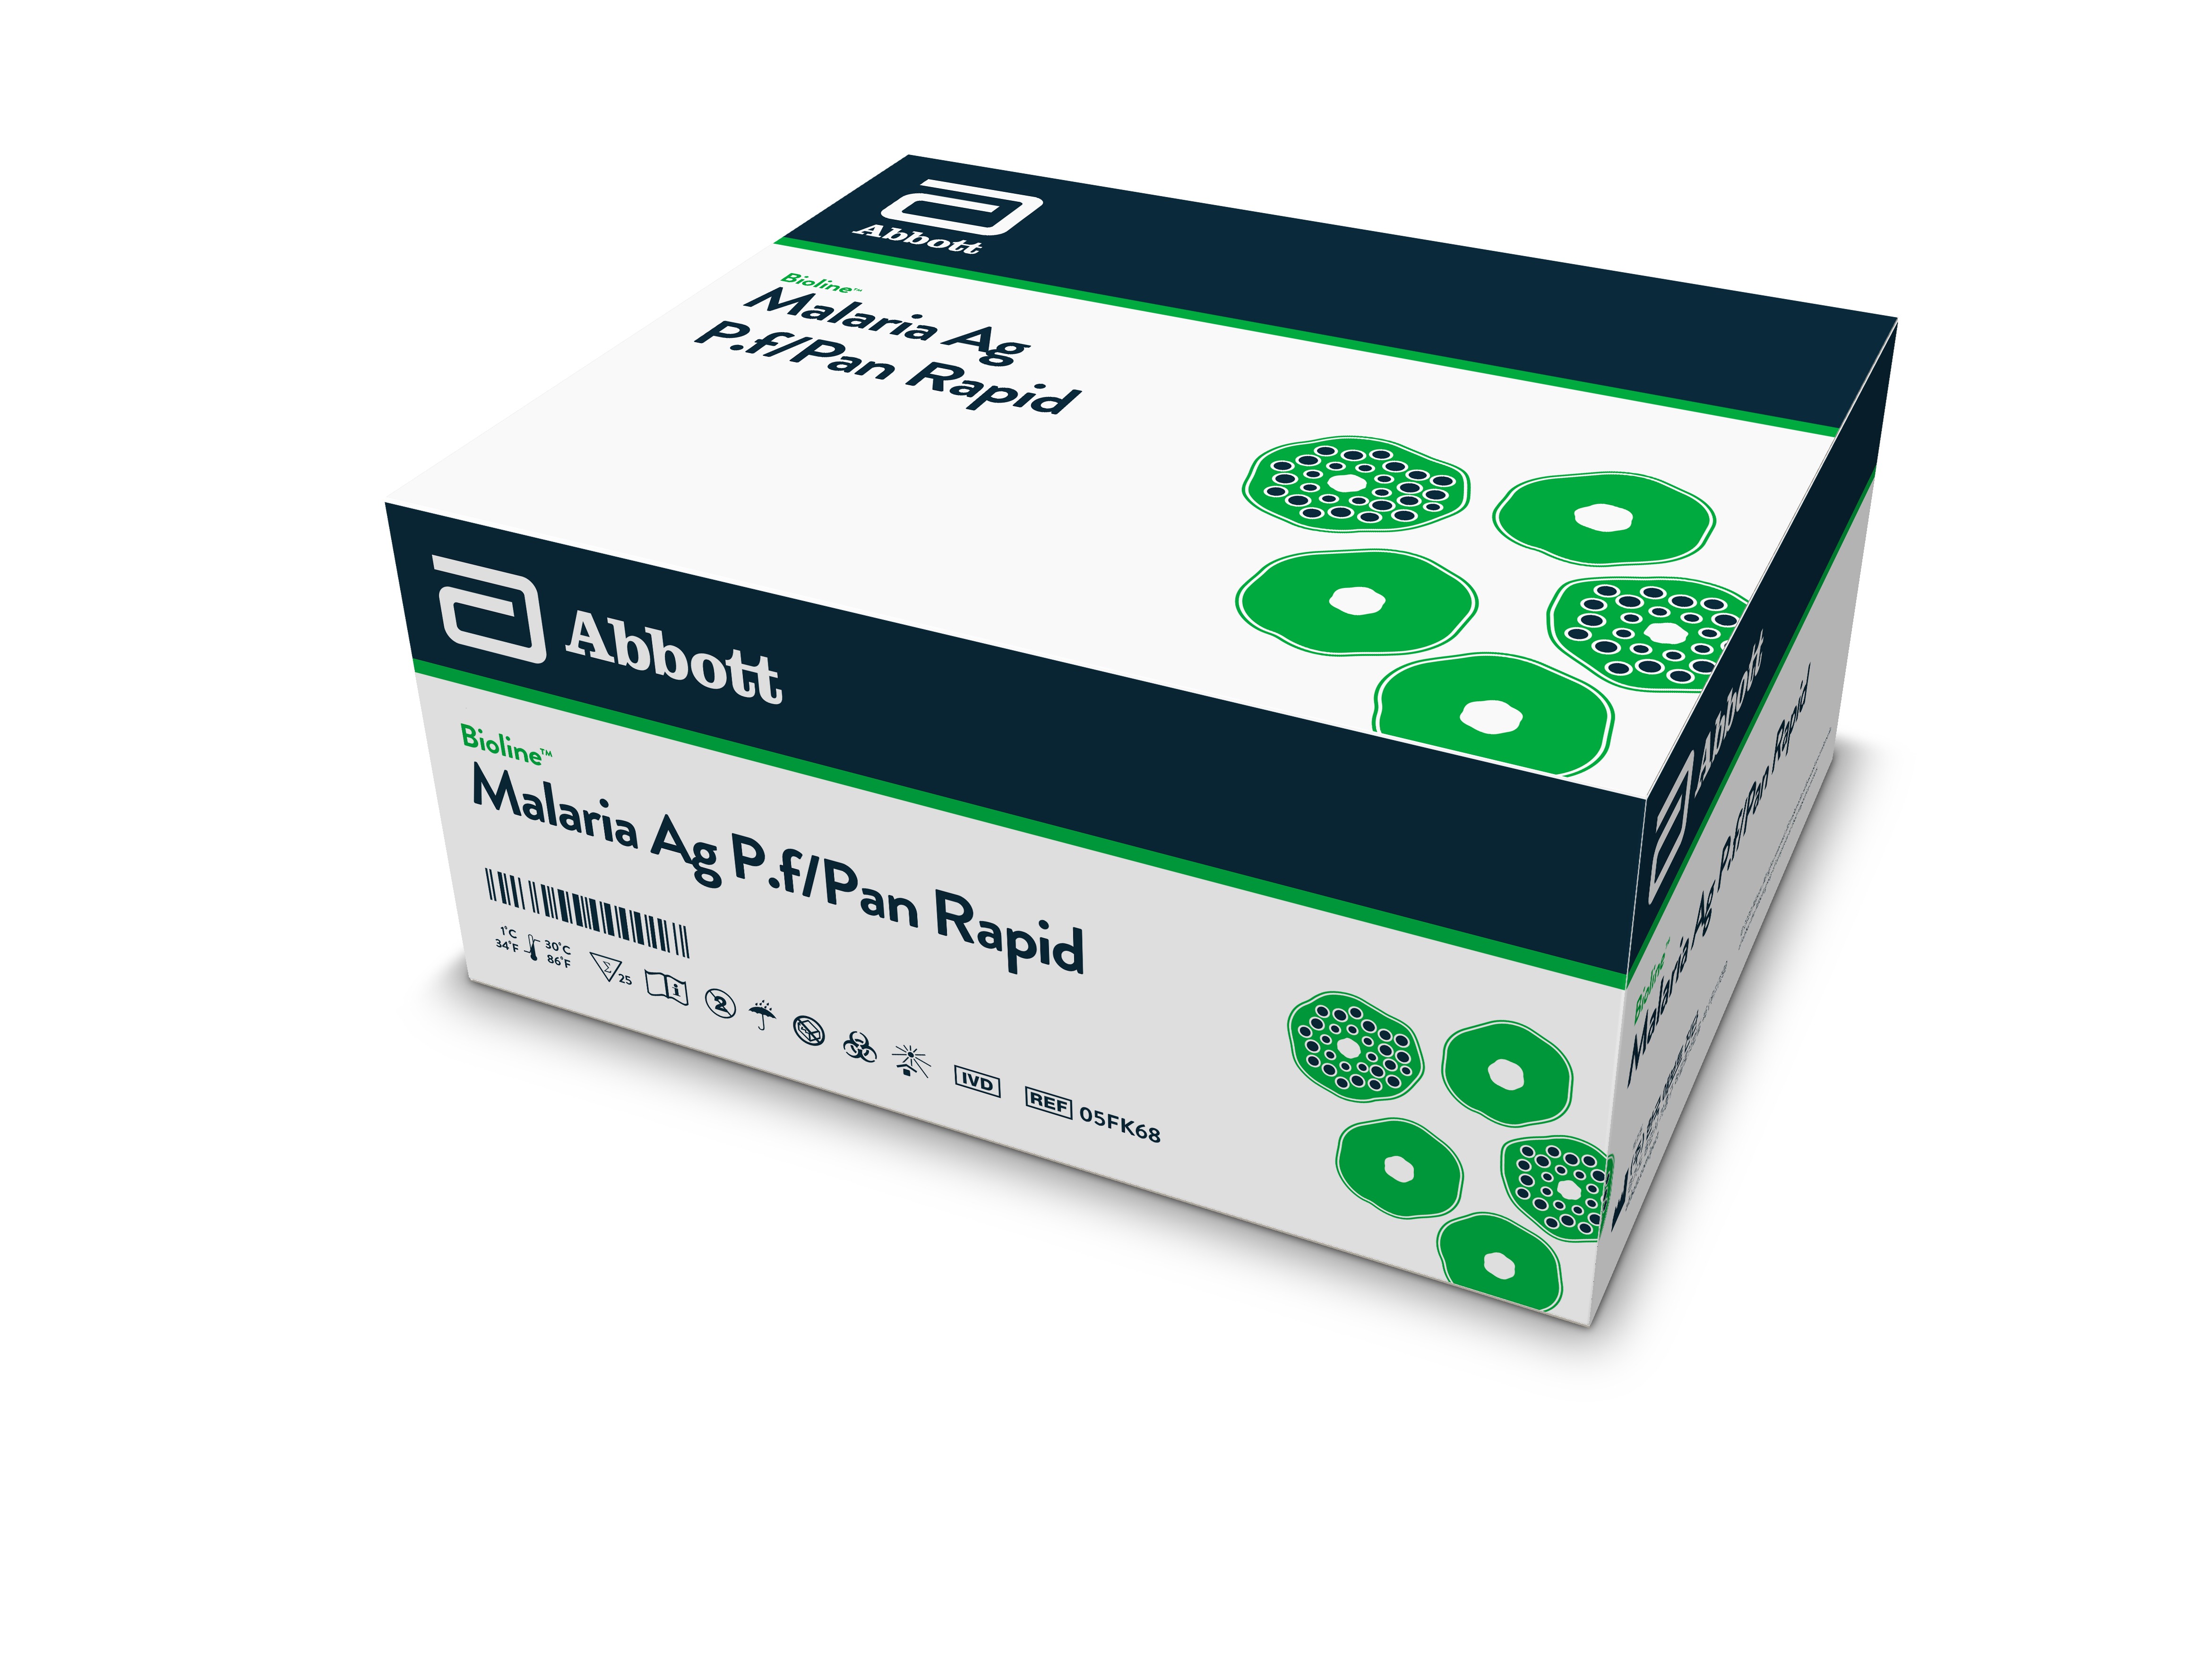 Abbott
Bioline™
Malaria Ag
P.f/Pan Rapid
Abbott
Bioline™
Malaria Ag P.f/Pan Rapid
1°C
34°F
30°C
86°F
Σ
25
i
2
IVD
REF 05FK68
Abbott
Bioline™
Malaria Ag P.f/Pan Rapid